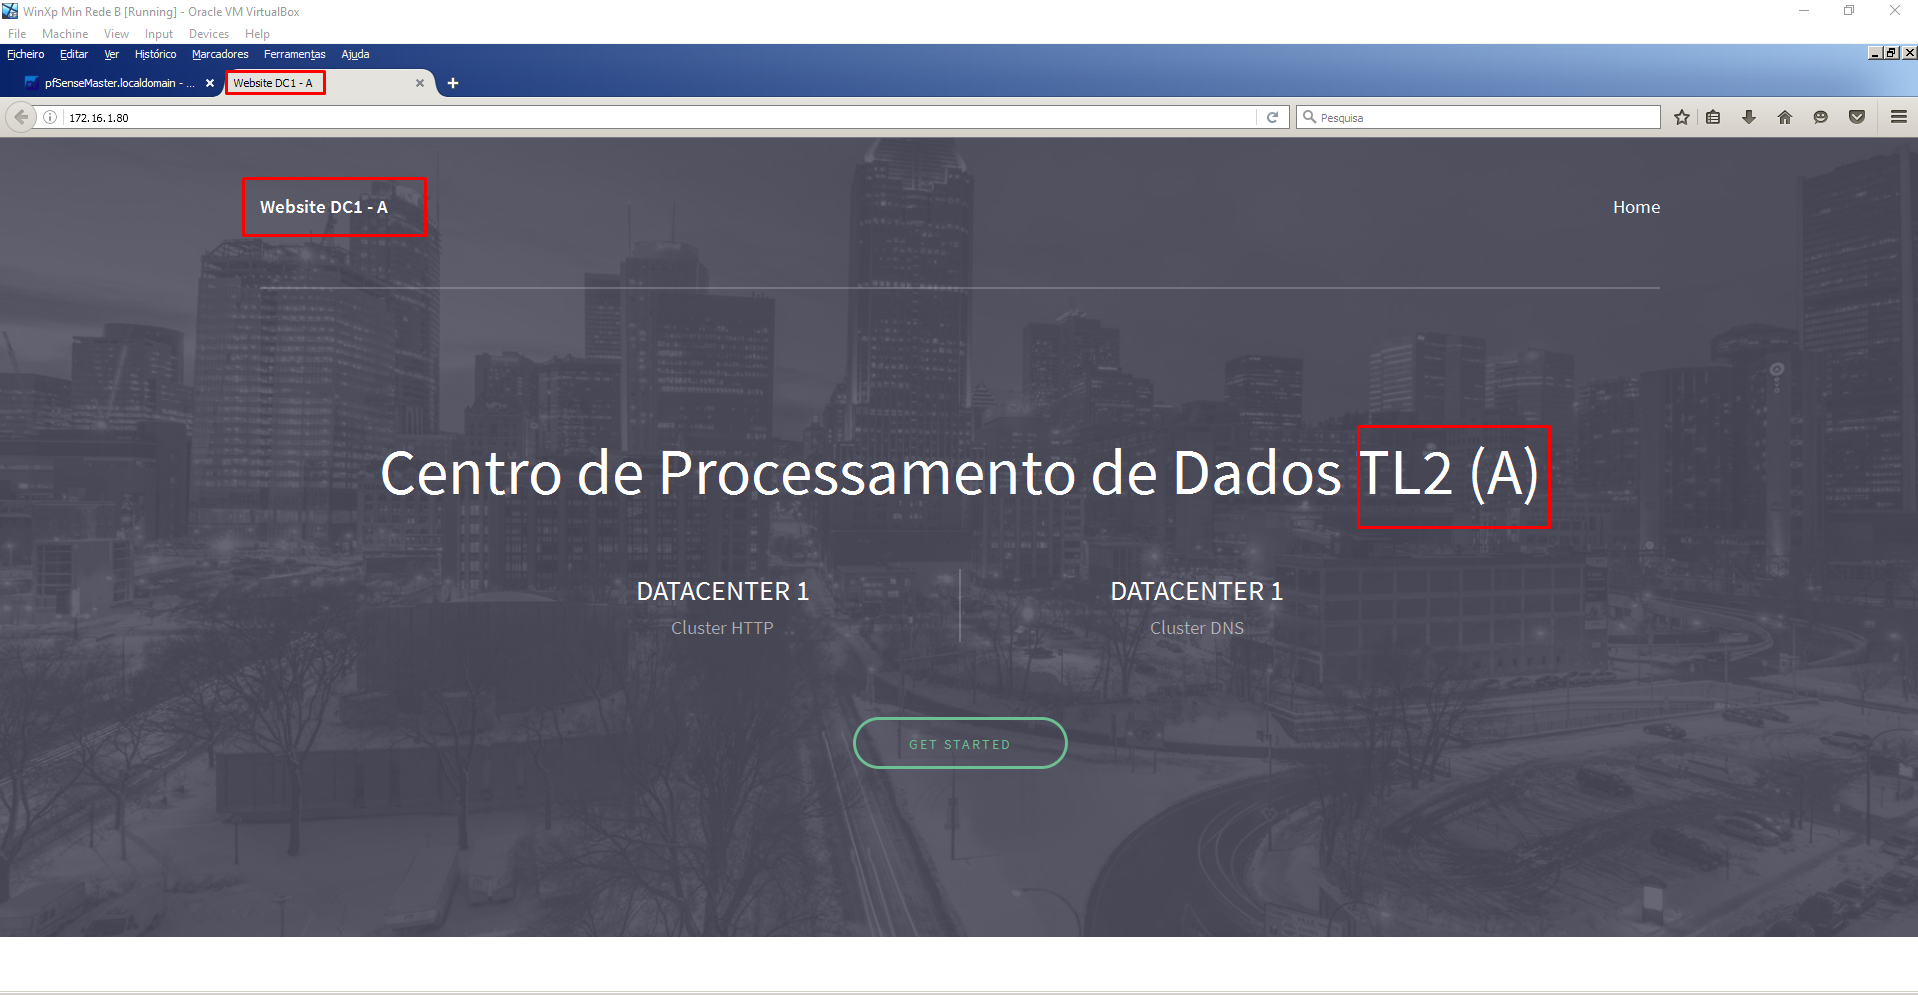 WinXp Min Rede B [Running] - Oracle VM VirtualBox
File Machine View Input Devices Help
Ficheiro Editar Ver Histórico Marcadores Ferramentas Ajuda
pfSenseMaster.localdomain - ... Website DC1 - A
172.16.1.80 Pesquisa
Website DC1 - A Home
Centro de Processamento de Dados TL2 (A)
DATACENTER 1 DATACENTER 1
Cluster HTTP Cluster DNS
GET STARTED